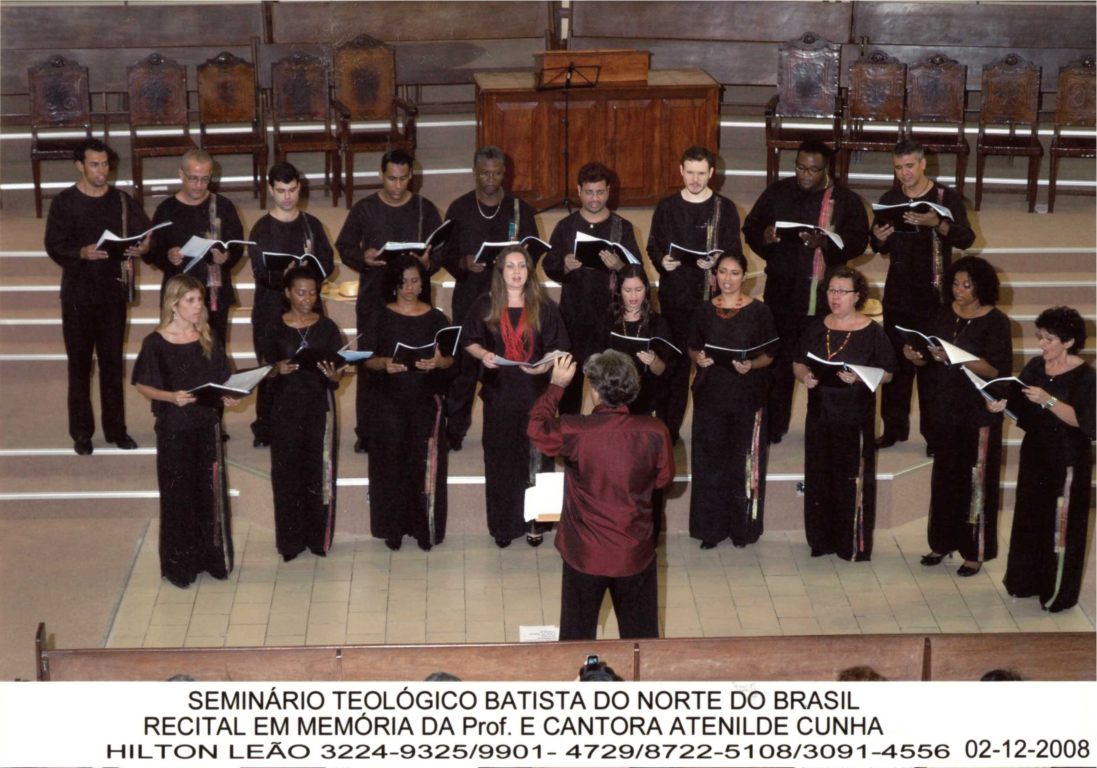 SEMINÁRIO TEOLÓGICO BATISTA DO NORTE DO BRASIL
RECITAL EM MEMÓRIA DA Prof. E CANTORA ATENILDE CUNHA
HILTON LEÃO 3224-9325/9901- 4729/8722-5108/3091-4556 02-12-2008